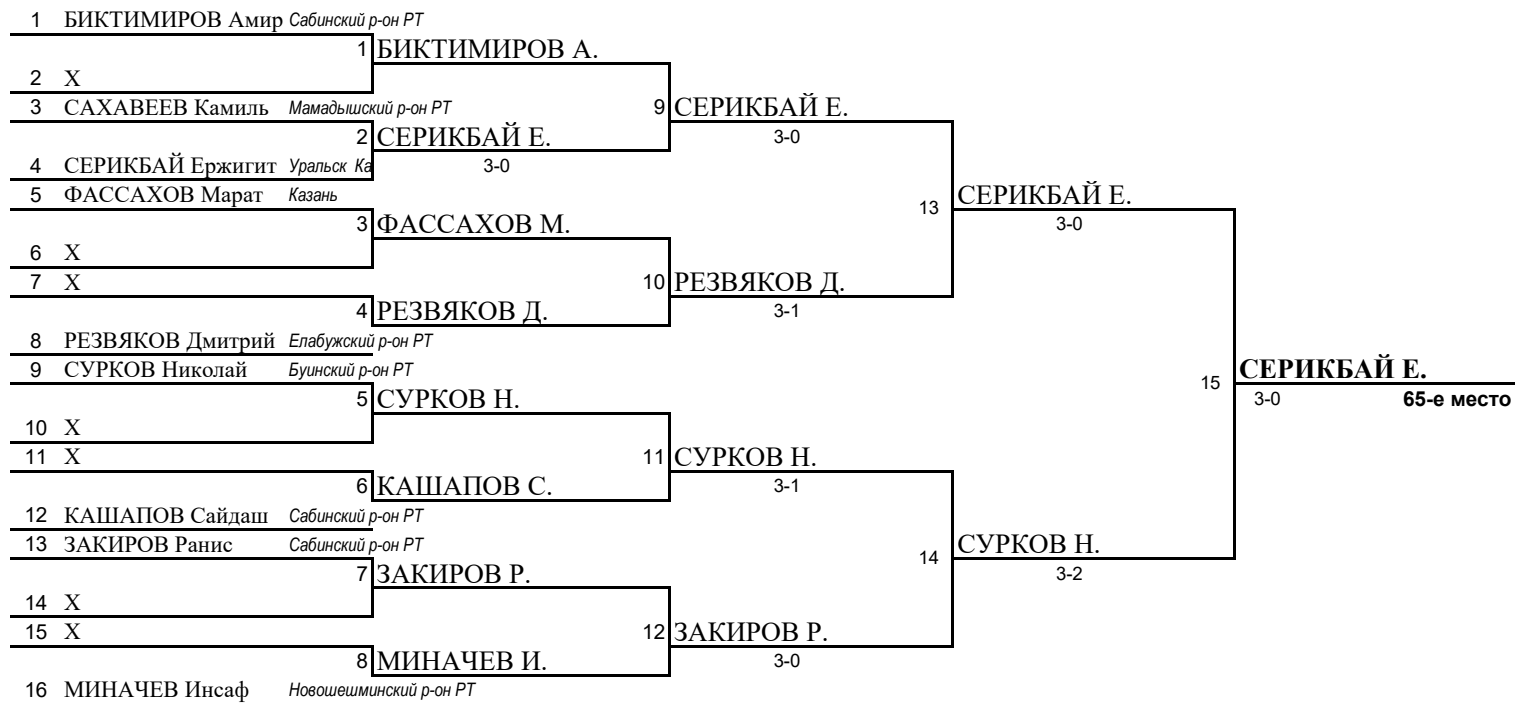 1 БИКТИМИРОВ Амир Сабинский р-он РТ
1 БИКТИМИРОВ А.
2 X
3 САХАВЕЕВ Камиль Мамадышский р-он РТ
9 СЕРИКБАЙ Е.
2 СЕРИКБАЙ Е.
3-0
4 СЕРИКБАЙ Ержигит Уральск Ка
3-0
5 ФАССАХОВ Марат Казань
13 СЕРИКБАЙ Е.
3 ФАССАХОВ М.
3-0
6 X
7 X
10 РЕЗВЯКОВ Д.
4 РЕЗВЯКОВ Д.
3-1
8 РЕЗВЯКОВ Дмитрий Елабужский р-он РТ
9 СУРКОВ Николай Буинский р-он РТ
15 СЕРИКБАЙ Е.
5 СУРКОВ Н.
3-0 65-е место
10 X
11 X
11 СУРКОВ Н.
6 КАШАПОВ С.
3-1
12 КАШАПОВ Сайдаш Сабинский р-он РТ
13 ЗАКИРОВ Ранис Сабинский р-он РТ
14 СУРКОВ Н.
7 ЗАКИРОВ Р.
3-2
14 X
15 X
12 ЗАКИРОВ Р.
8 МИНАЧЕВ И.
3-0
16 МИНАЧЕВ Инсаф Новошешминский р-он РТ